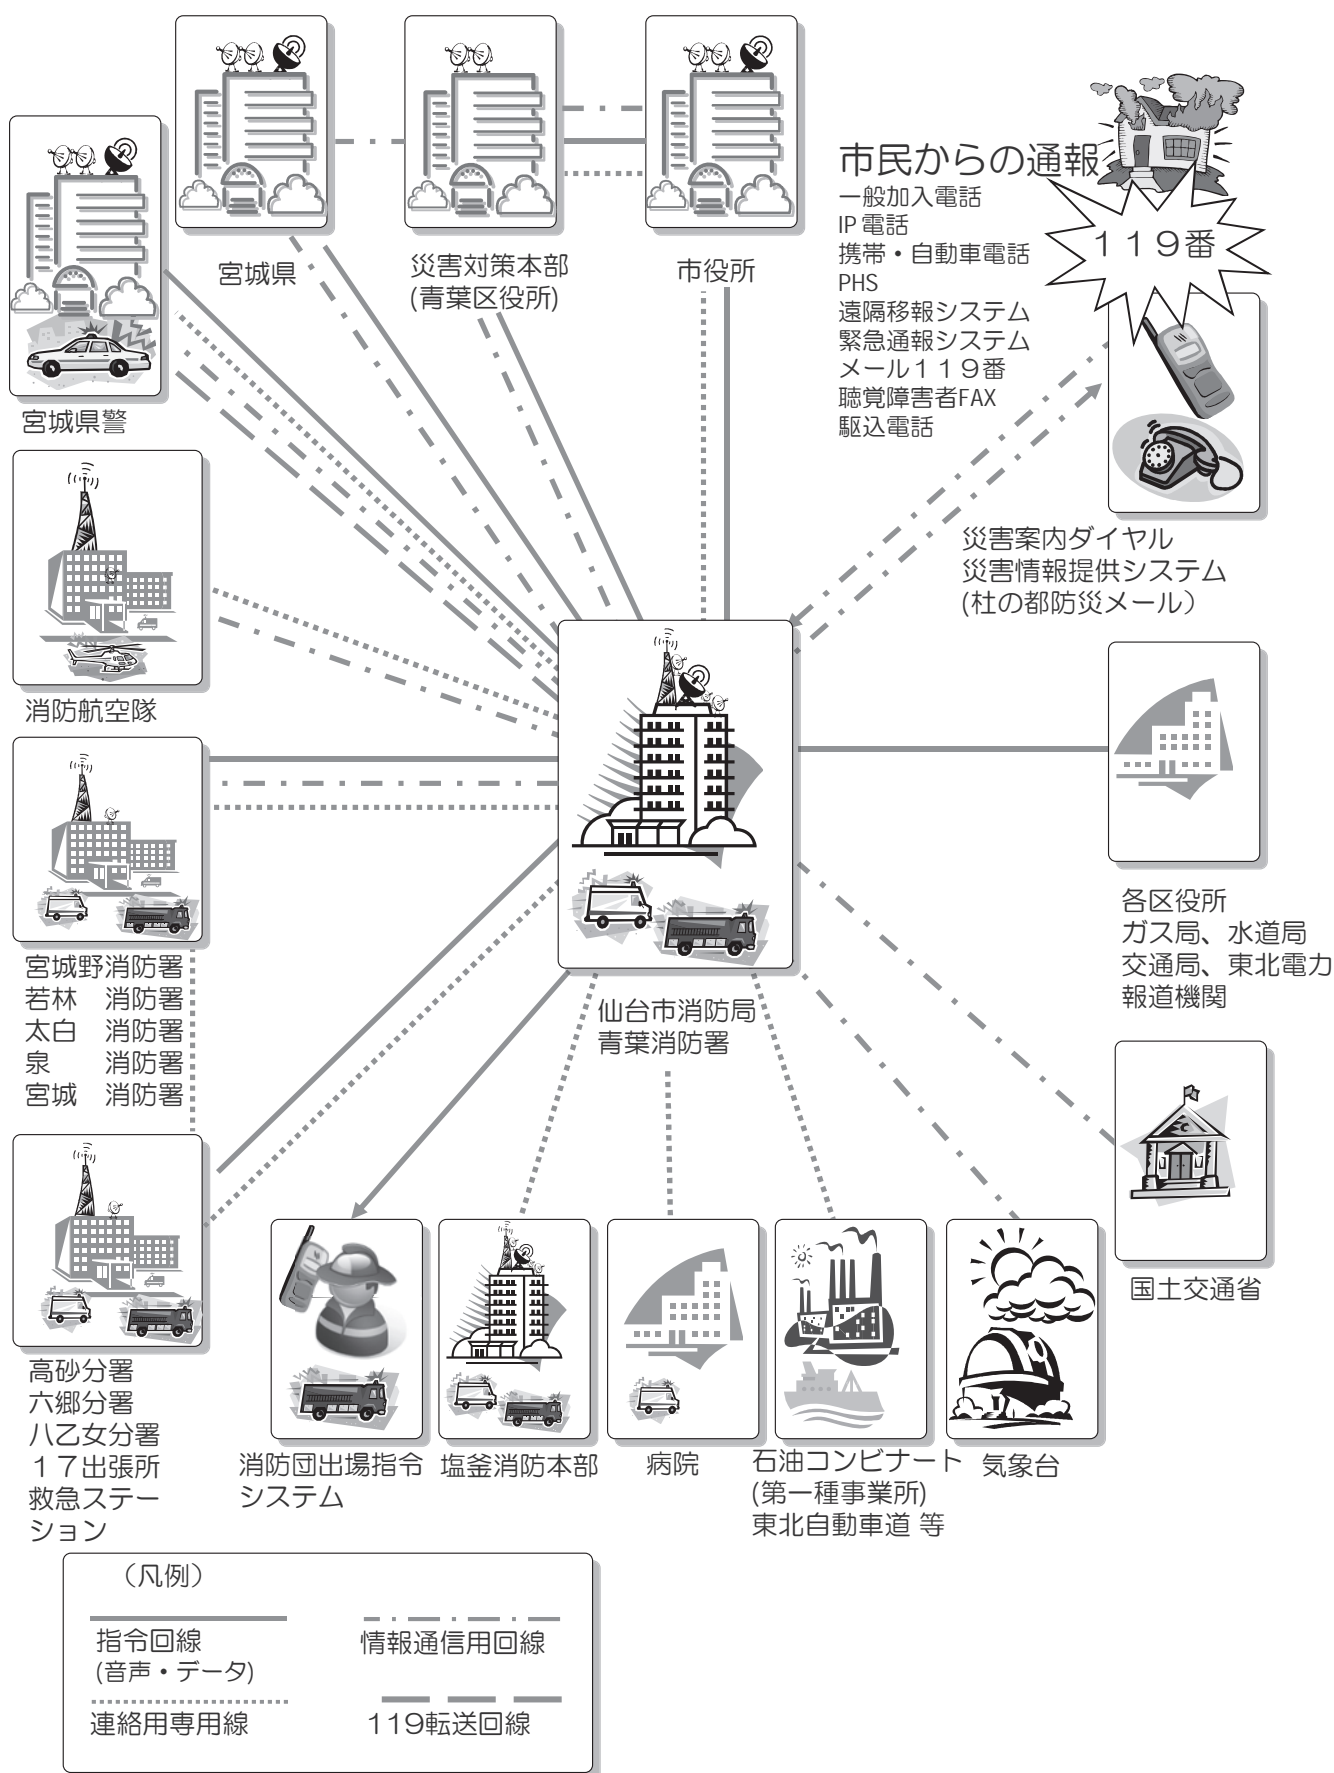 宮城県
災害対策本部
(青葉区役所)
市役所
市民からの通報
一般加入電話
IP電話
携帯・自動車電話
PHS
遠隔移報システム
緊急通報システム
メール１１９番
聴覚障害者FAX
駆込電話
１１９番
宮城県警
災害案内ダイヤル
災害情報提供システム
(杜の都防災メール）
消防航空隊
各区役所
ガス局、水道局
交通局、東北電力
報道機関
宮城野消防署
若林　消防署
太白　消防署
泉　　消防署
宮城　消防署
仙台市消防局
青葉消防署
国土交通省
高砂分署
六郷分署
八乙女分署
１７出張所
救急ステー
ション
消防団出場指令
システム
塩釜消防本部
病院
石油コンビナート
(第一種事業所)
東北自動車道 等
気象台
（凡例）
指令回線
(音声・データ)
情報通信用回線
連絡用専用線
119転送回線